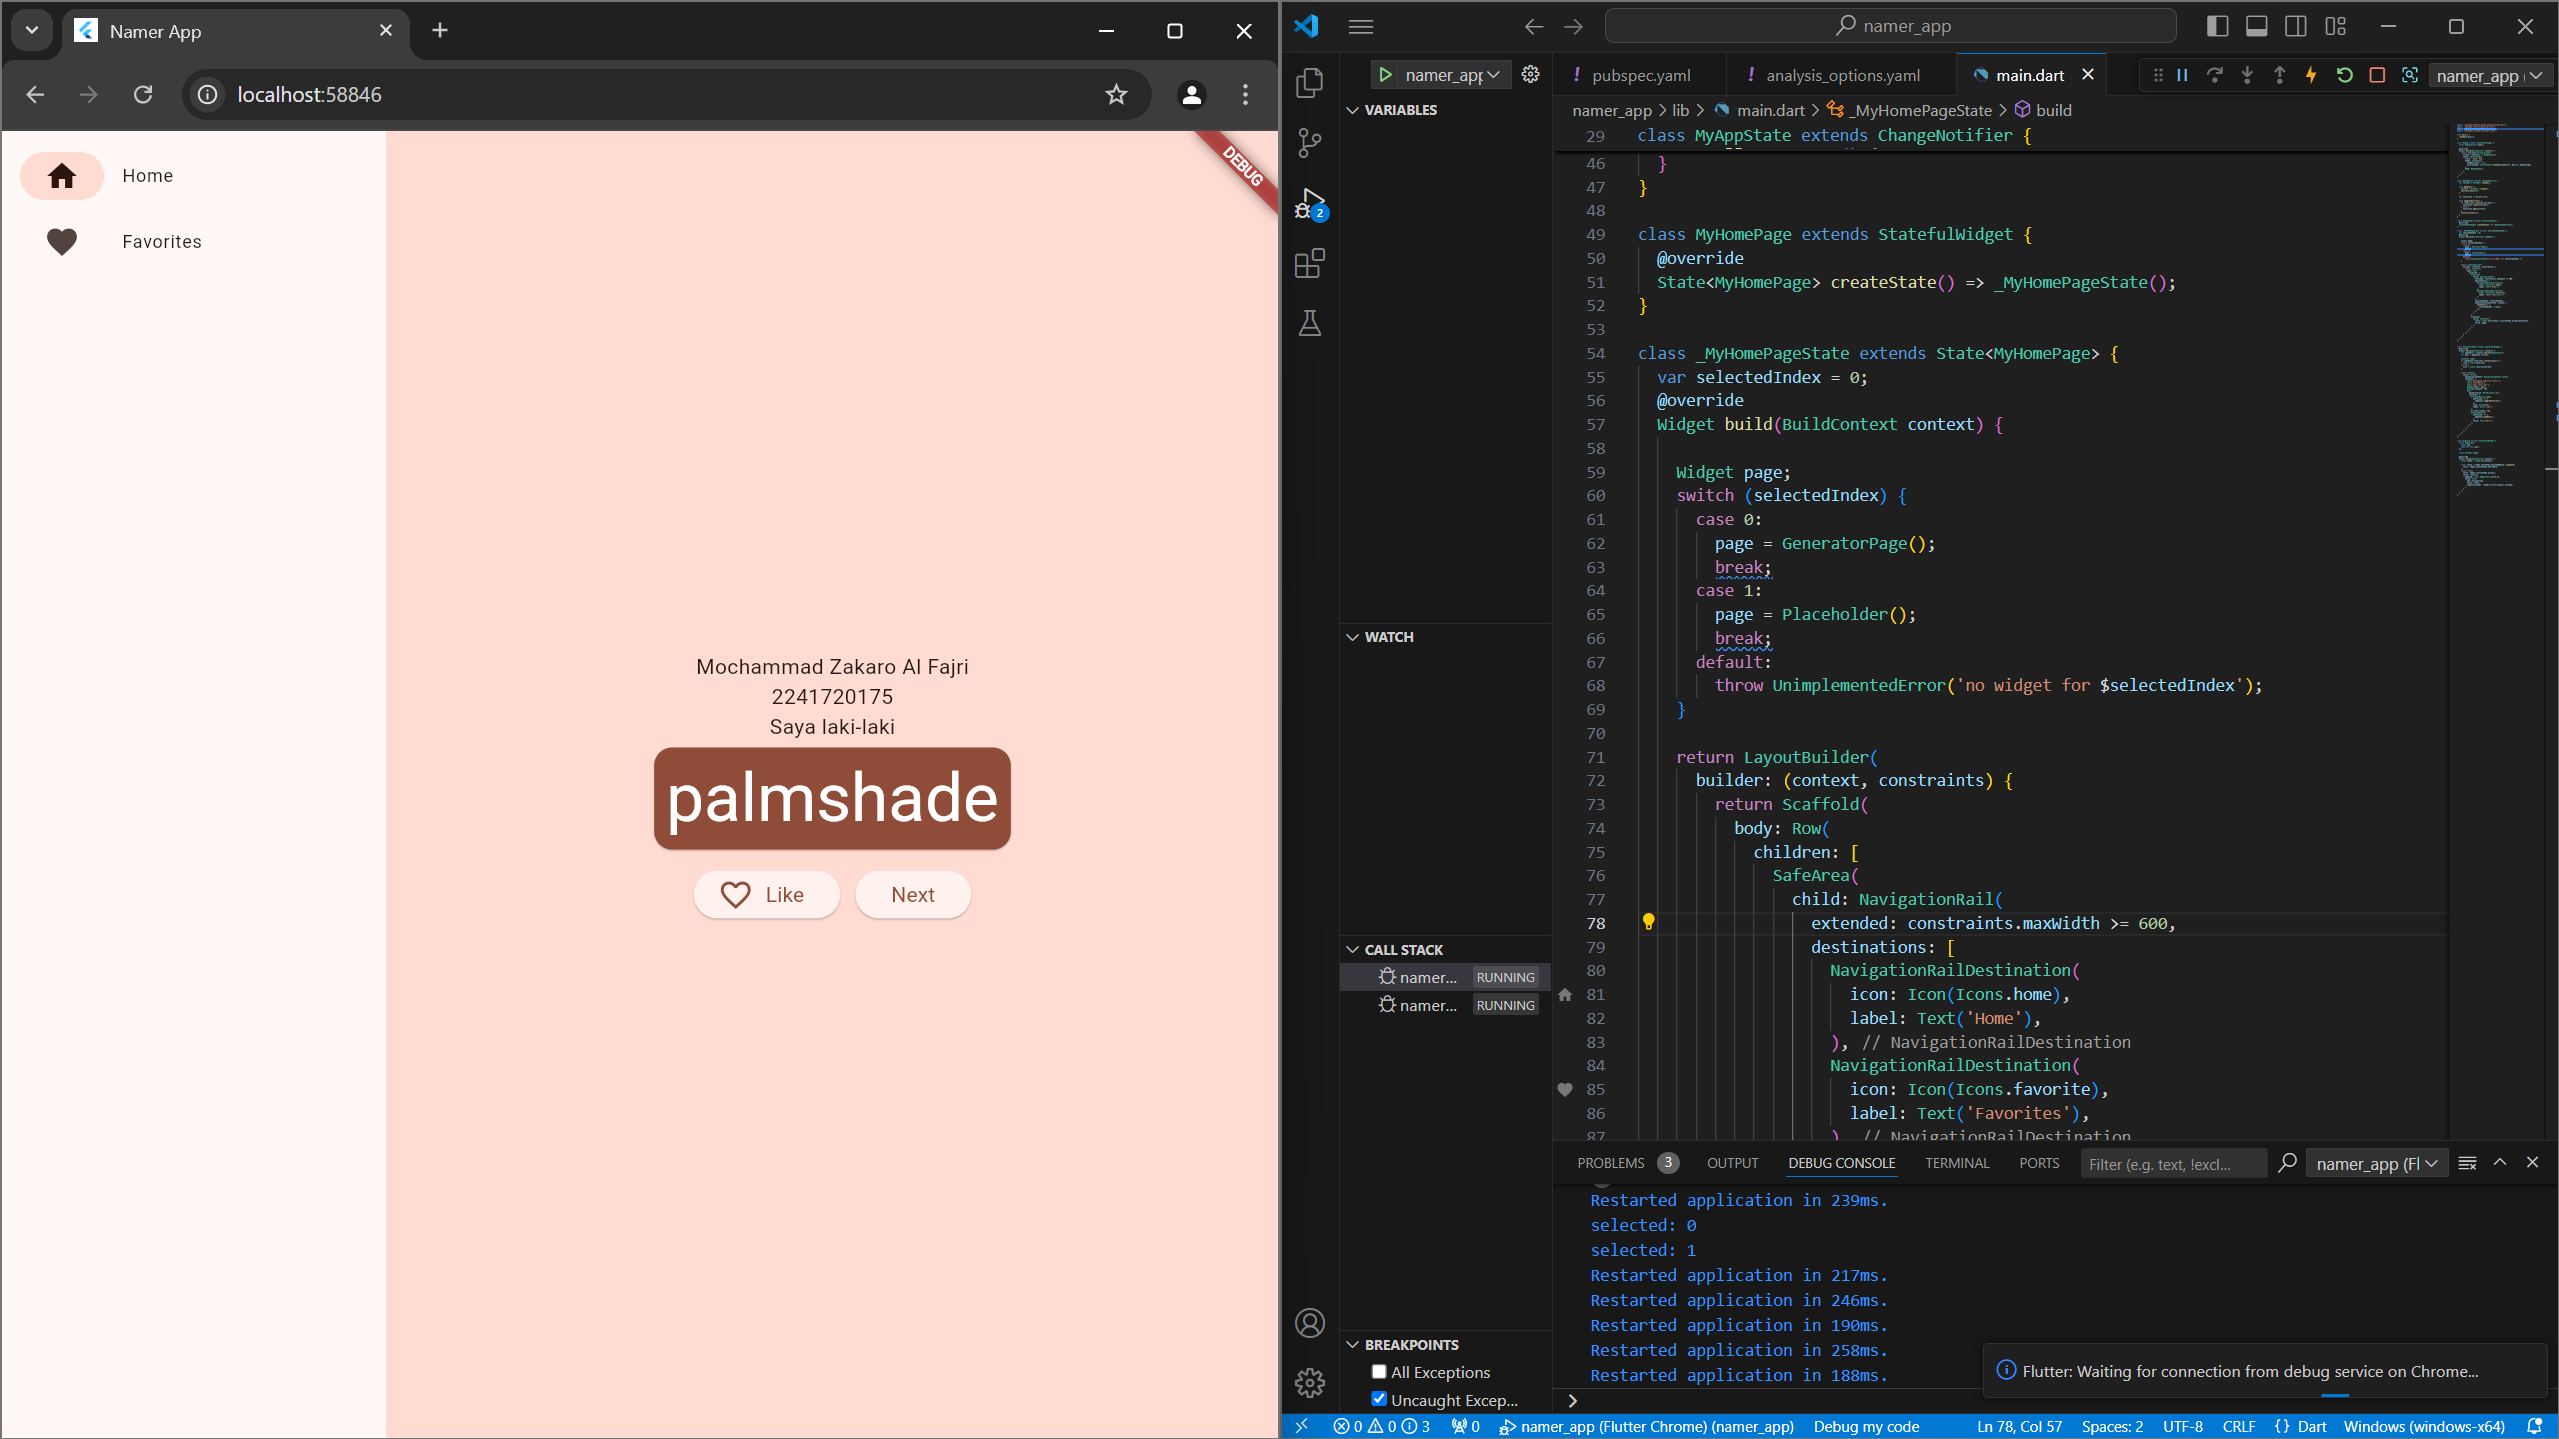 Namer App
localhost:58846
Home
Favorites
DEBUG
Mochammad Zakaro Al Fajri
2241720175
Saya laki-laki
palmshade
Like
Next
namer_app
namer_app
VARIABLES
WATCH
CALL STACK
namer... RUNNING
namer... RUNNING
BREAKPOINTS
All Exceptions
Uncaught Excep...
2
! pubspec.yaml
! analysis_options.yaml
main.dart
namer_app
namer_app > lib > main.dart > _MyHomePageState > build
29 class MyAppState extends ChangeNotifier {
46 }
47 }
48
49 class MyHomePage extends StatefulWidget {
50 @override
51 State<MyHomePage> createState() => _MyHomePageState();
52 }
53
54 class _MyHomePageState extends State<MyHomePage> {
55 var selectedIndex = 0;
56 @override
57 Widget build(BuildContext context) {
58
59 Widget page;
60 switch (selectedIndex) {
61 case 0:
62 page = GeneratorPage();
63 break;
64 case 1:
65 page = Placeholder();
66 break;
67 default:
68 throw UnimplementedError('no widget for $selectedIndex');
69 }
70
71 return LayoutBuilder(
72 builder: (context, constraints) {
73 return Scaffold(
74 body: Row(
75 children: [
76 SafeArea(
77 child: NavigationRail(
78 extended: constraints.maxWidth >= 600,
79 destinations: [
80 NavigationRailDestination(
81 icon: Icon(Icons.home),
82 label: Text('Home'),
83 ), // NavigationRailDestination
84 NavigationRailDestination(
85 icon: Icon(Icons.favorite),
86 label: Text('Favorites'),
87 ), // NavigationRailDestination
PROBLEMS 3 OUTPUT DEBUG CONSOLE TERMINAL PORTS Filter (e.g. text, !excl... namer_app (Fl
Restarted application in 239ms.
selected: 0
selected: 1
Restarted application in 217ms.
Restarted application in 246ms.
Restarted application in 190ms.
Restarted application in 258ms.
Restarted application in 188ms.
Flutter: Waiting for connection from debug service on Chrome...
0 0 3 0 namer_app (Flutter Chrome) (namer_app) Debug my code Ln 78, Col 57 Spaces: 2 UTF-8 CRLF {} Dart Windows (windows-x64)